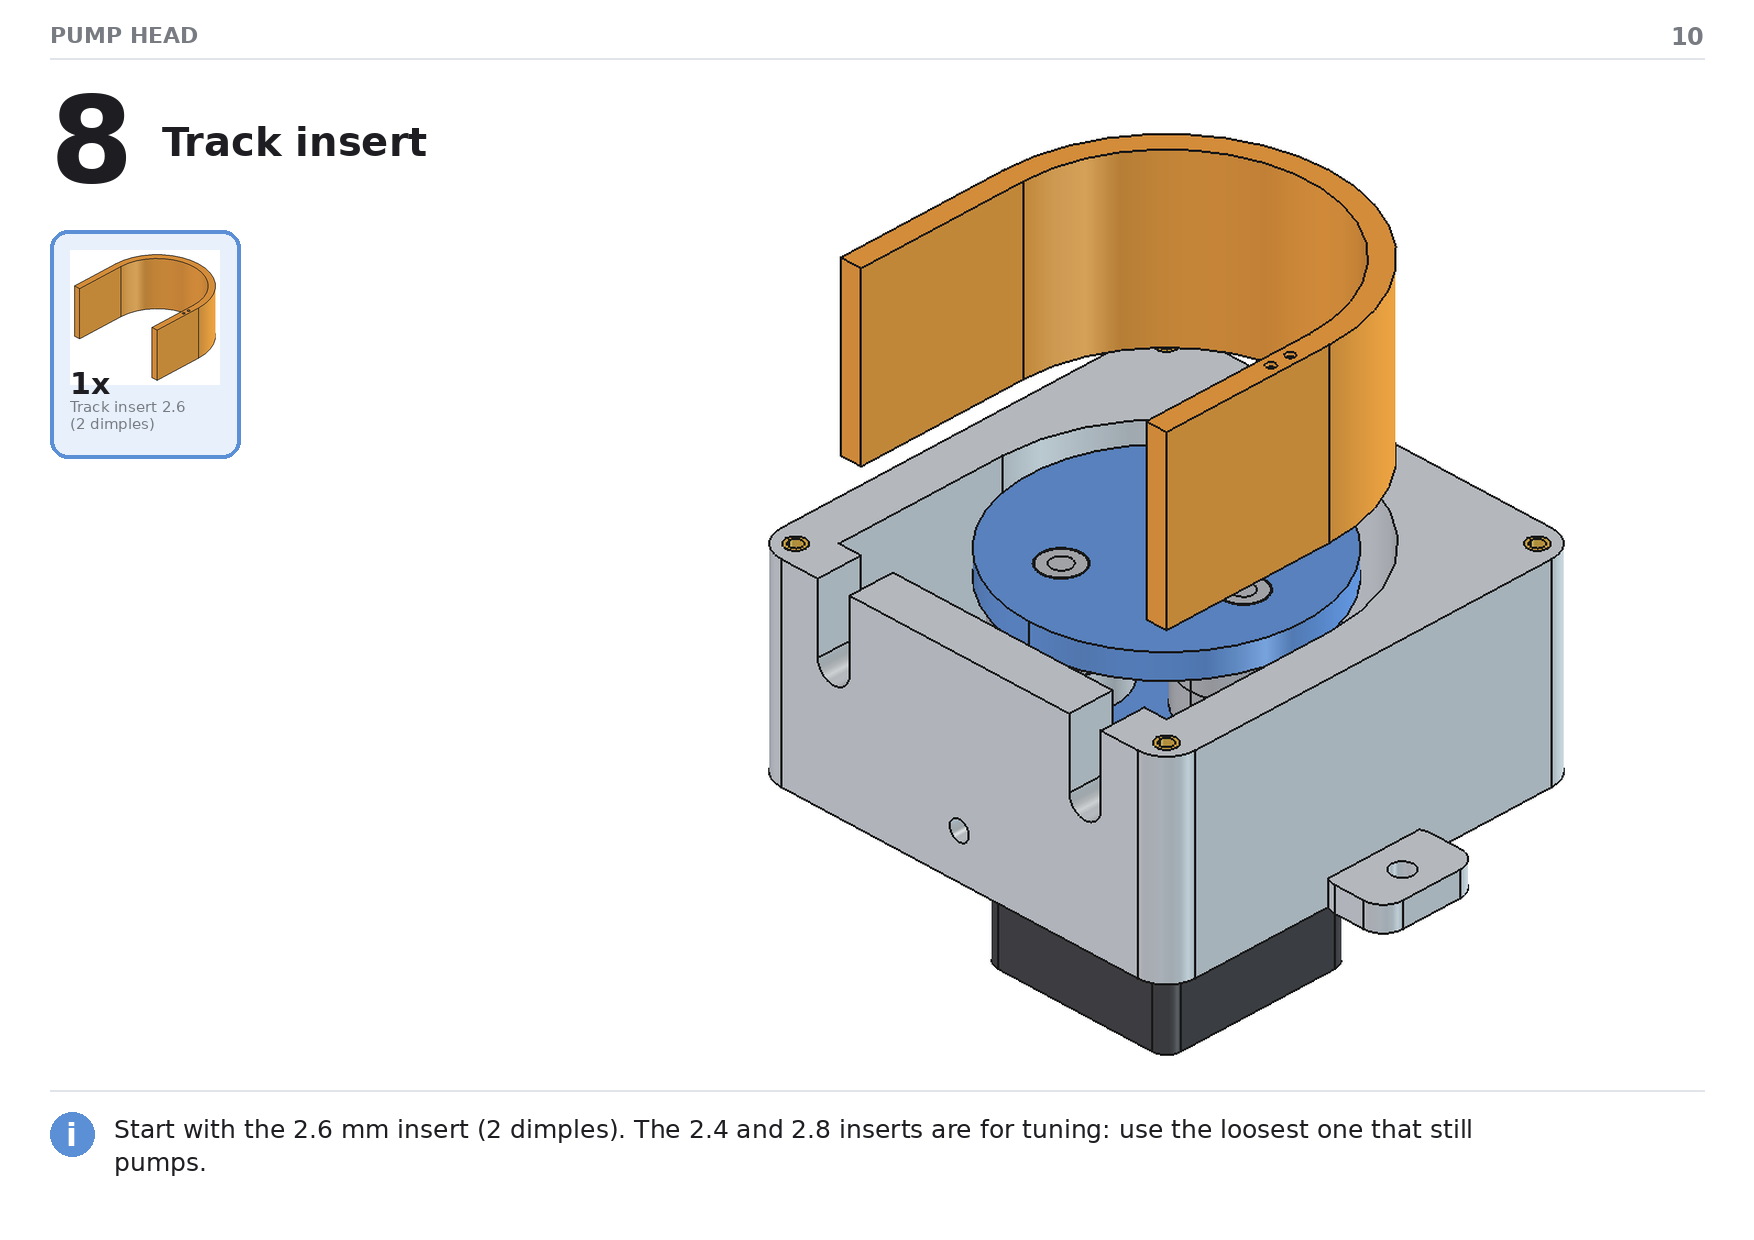 PUMP HEAD
10
8 Track insert
1x
Track insert 2.6
(2 dimples)
i
Start with the 2.6 mm insert (2 dimples). The 2.4 and 2.8 inserts are for tuning: use the loosest one that still
pumps.